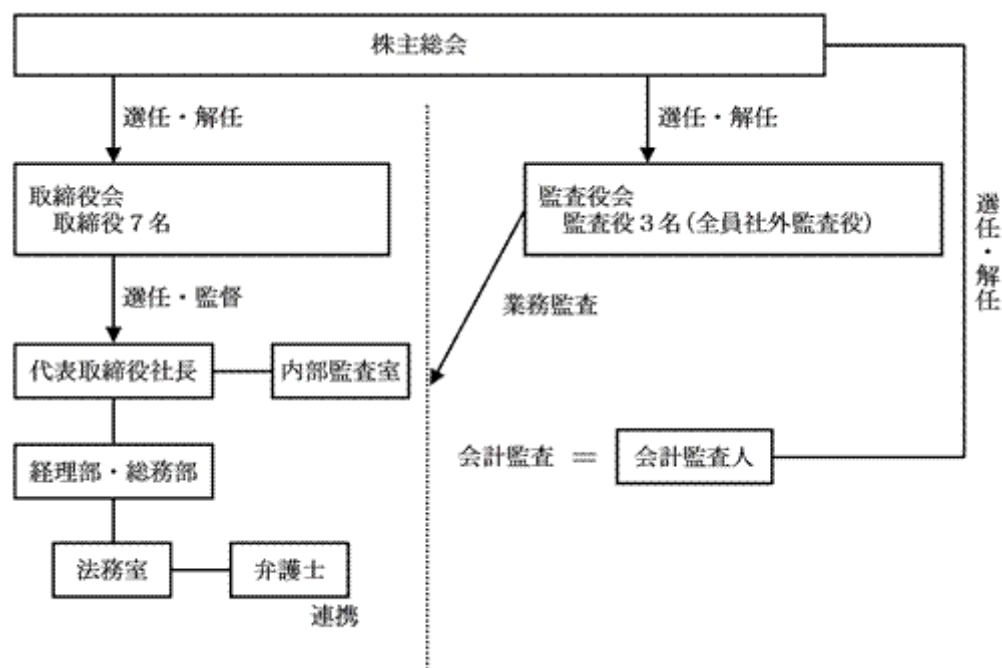 株主総会
選任・解任
選任・解任
取締役会
取締役7名
監査役会
監査役3名(全員社外監査役)
選任・解任
選任・監督
業務監査
代表取締役社長
内部監査室
経理部・総務部
会計監査 =
会計監査人
法務室
弁護士
連携